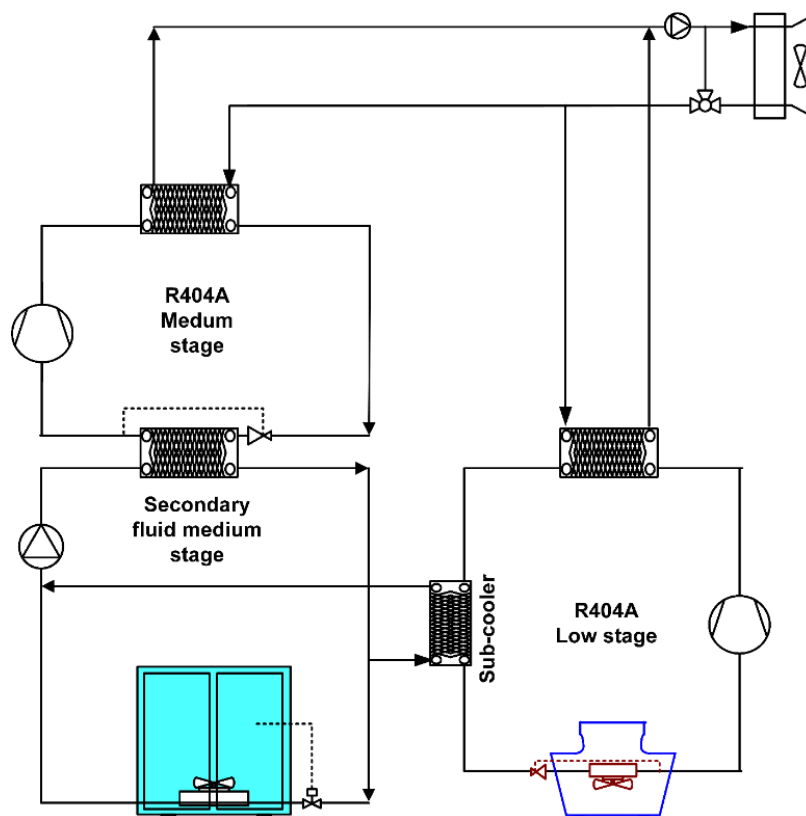 R404A
Medum
stage
Secondary
fluid medium
stage
Sub-cooler
R404A
Low stage